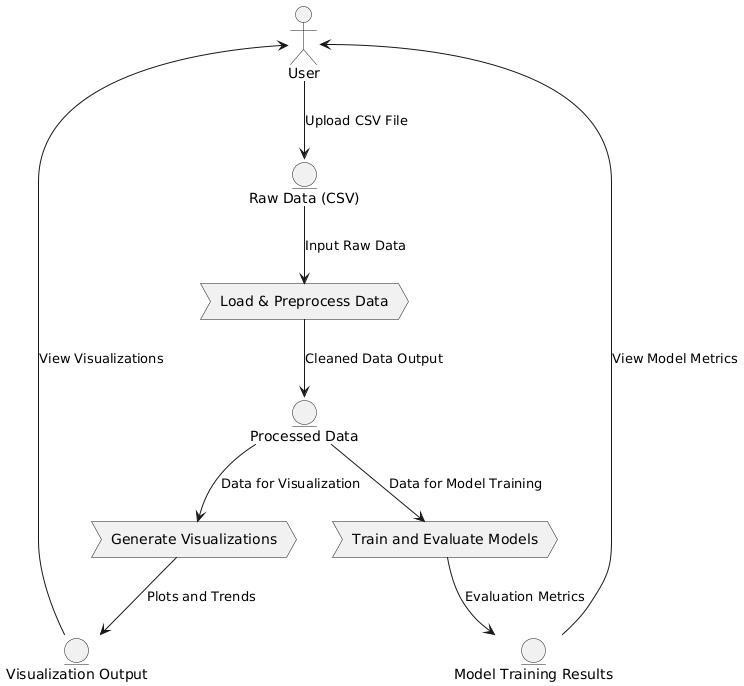 User
Upload CSV File
Raw Data (CSV)
Input Raw Data
Load & Preprocess Data
View Visualizations
Cleaned Data Output
View Model Metrics
Processed Data
Data for Visualization
Data for Model Training
Generate Visualizations
Train and Evaluate Models
Plots and Trends
Evaluation Metrics
Visualization Output
Model Training Results